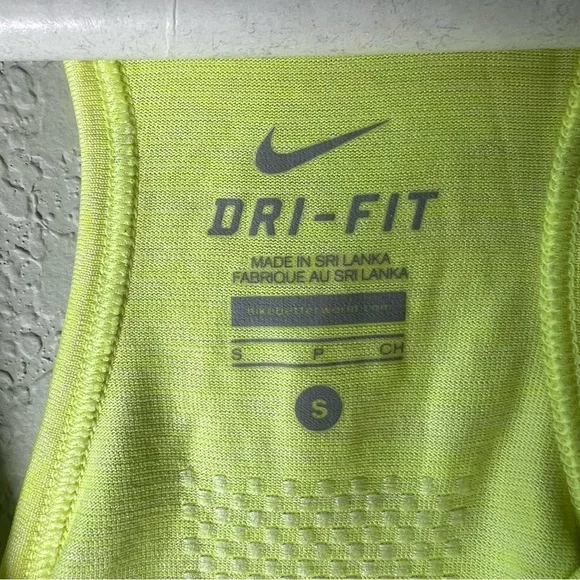 DRI-FIT
MADE IN SRI LANKA
FABRIQUE AU SRI LANKA
nikebetterworld.com
S P CH
S